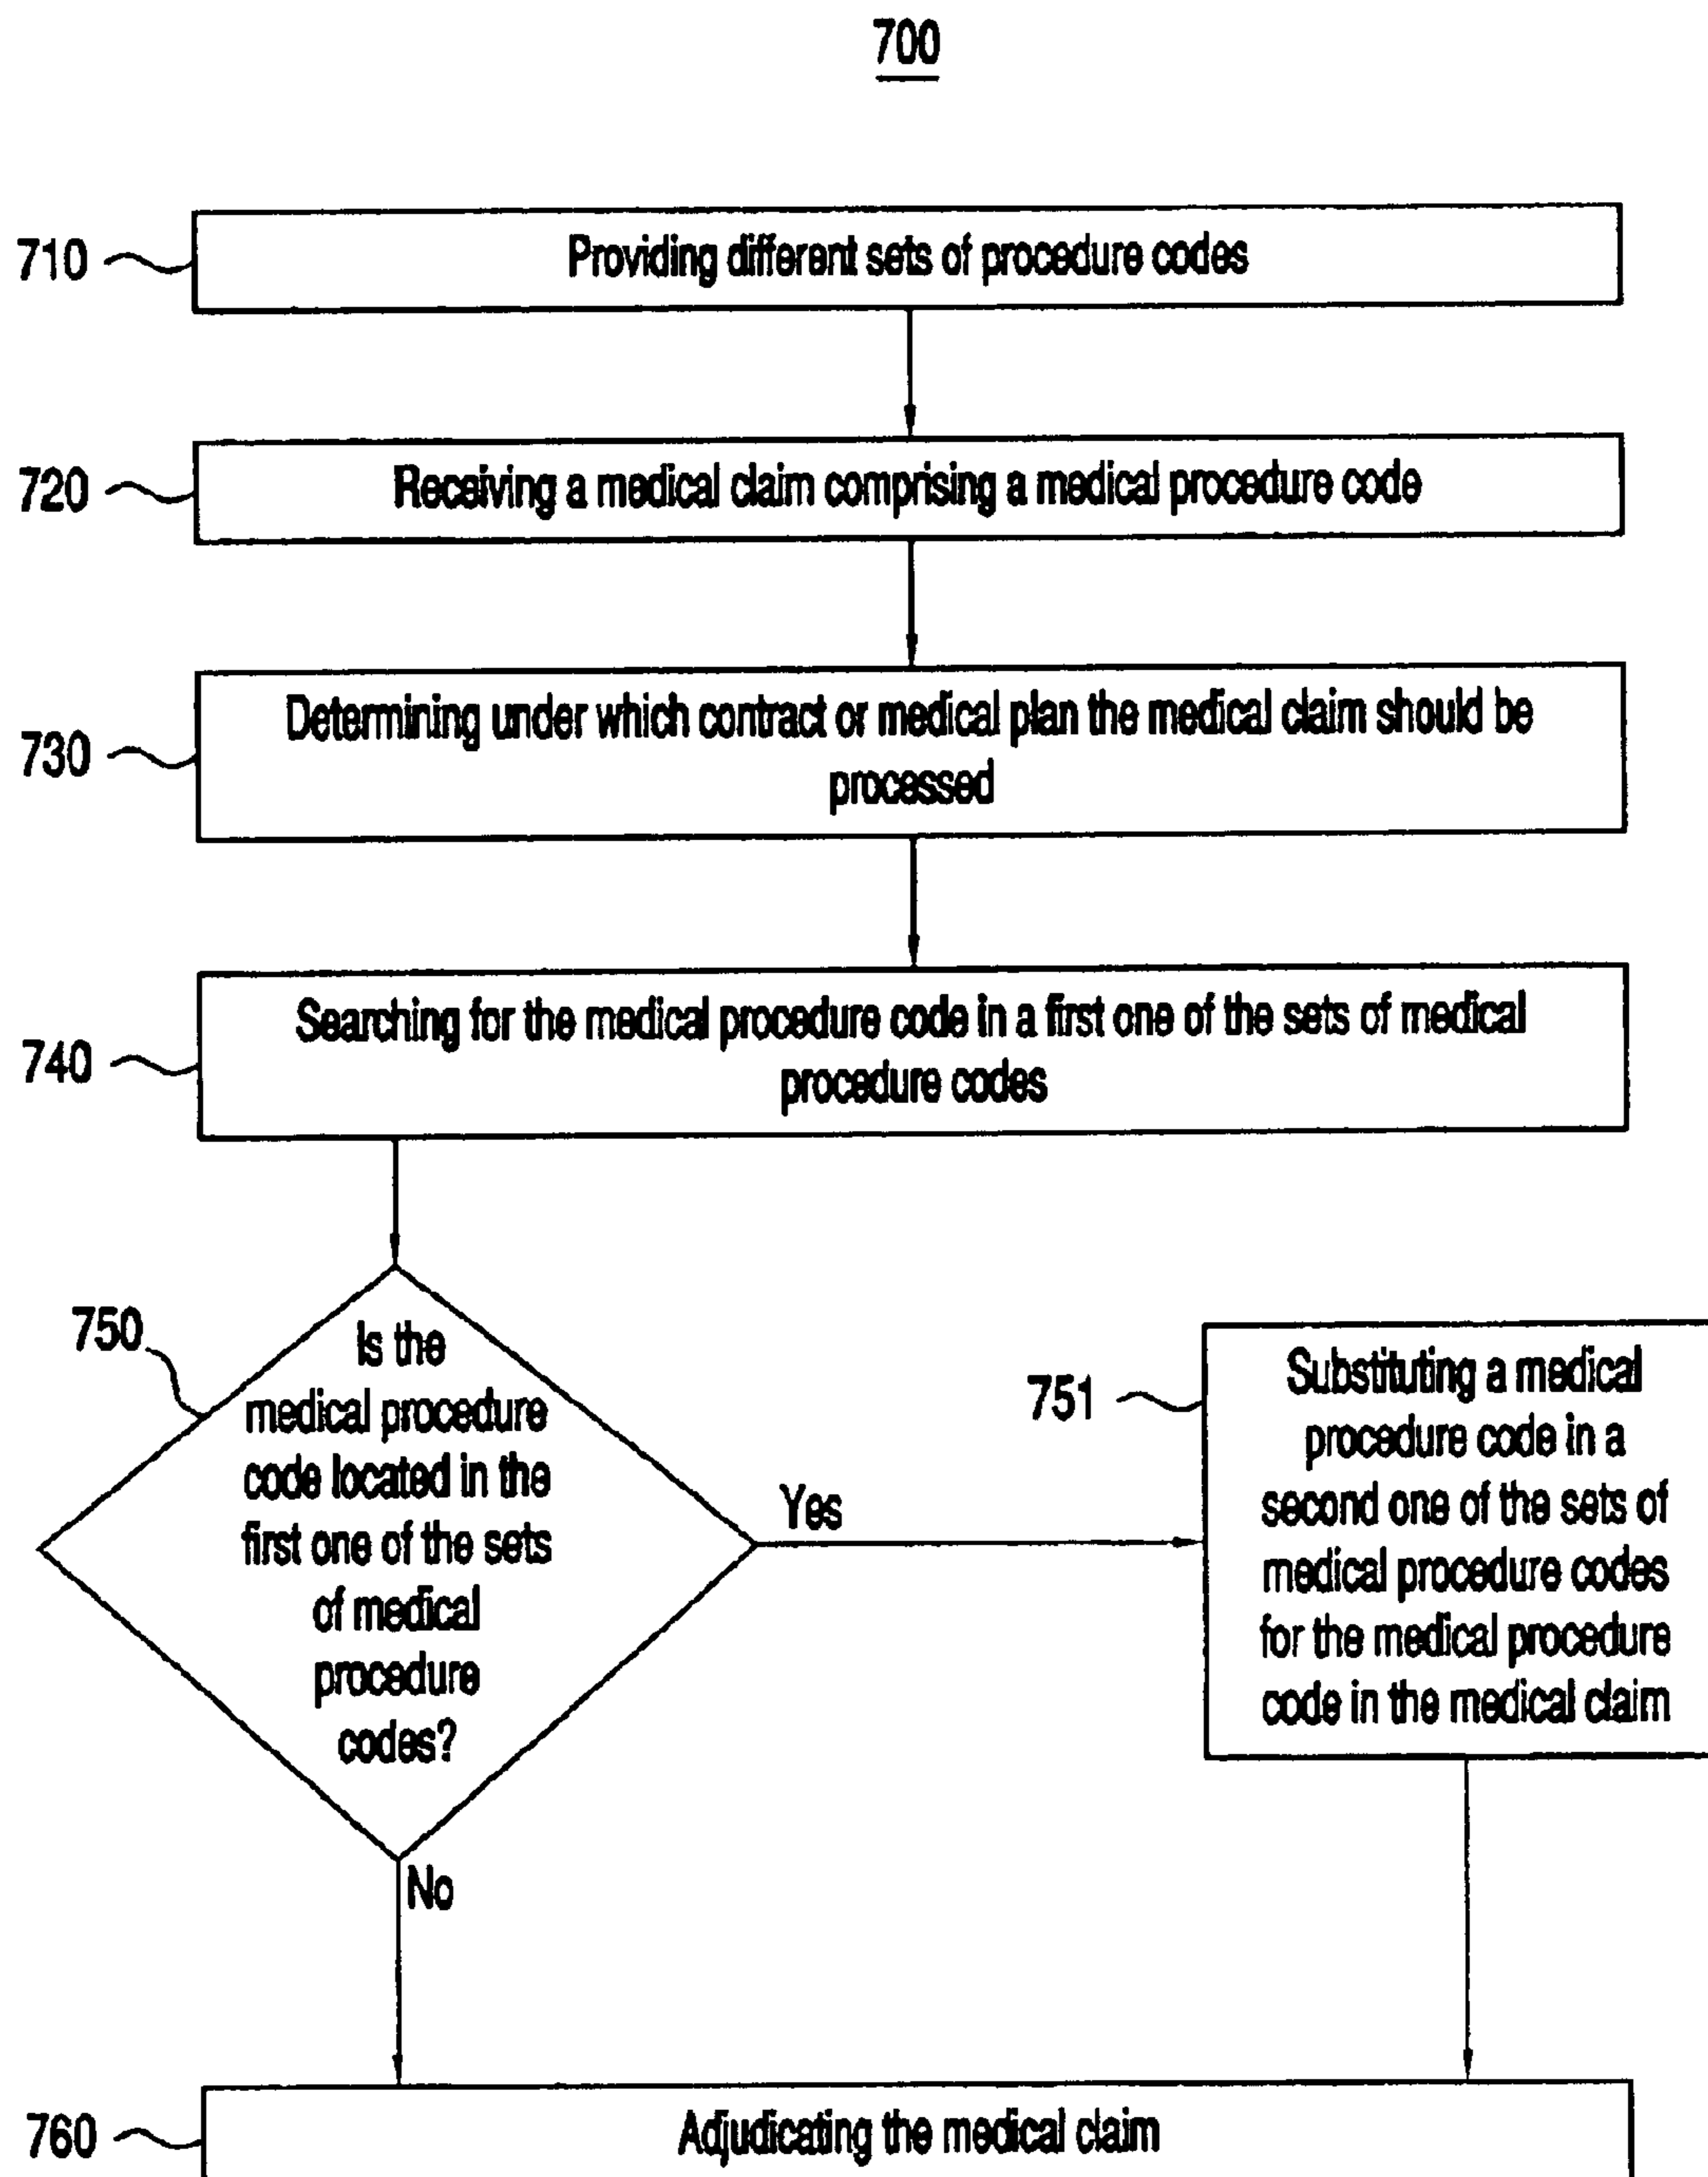 700
710
Providing different sets of procedure codes
720
Receiving a medical claim comprising a medical procedure code
730
Determining under which contract or medical plan the medical claim should be
processed
740
Searching for the medical procedure code in a first one of the sets of medical
procedure codes
750
Is the
medical procedure
code located in the
first one of the sets
of medical
procedure
codes?
Yes
No
751
Substituting a medical
procedure code in a
second one of the sets of
medical procedure codes
for the medical procedure
code in the medical claim
760
Adjudicating the medical claim